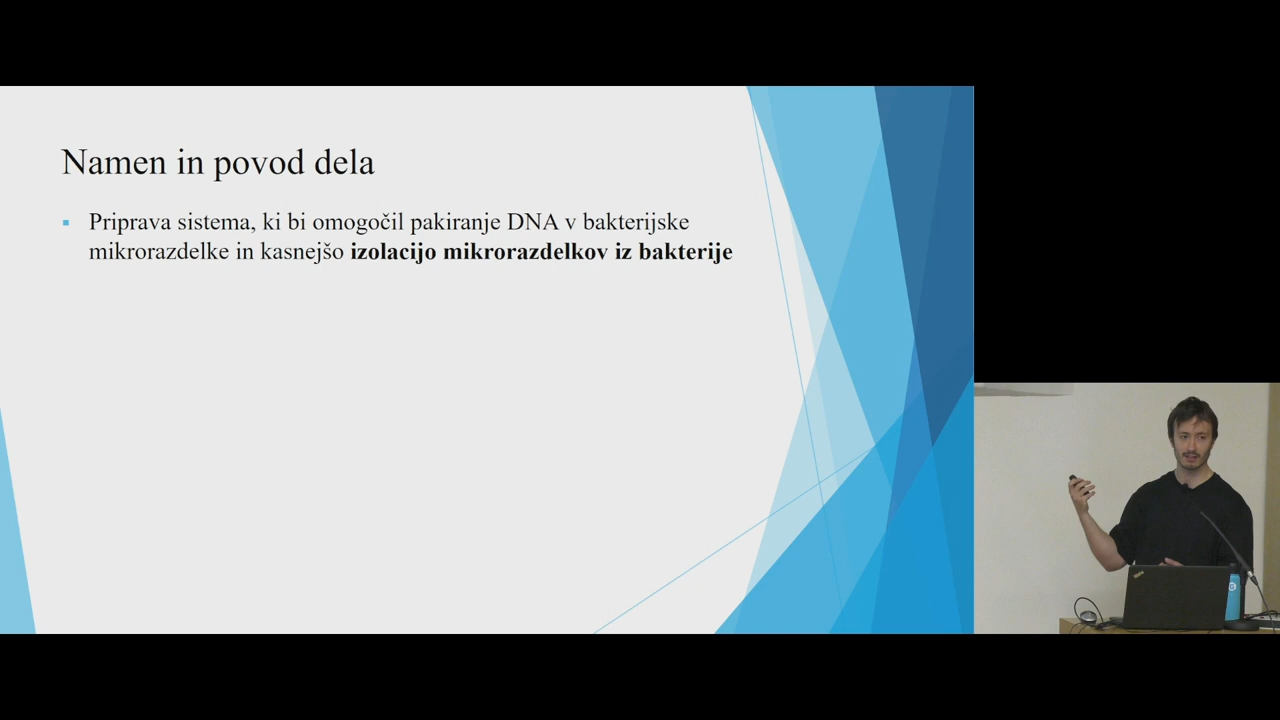 Namen in povod dela
Priprava sistema, ki bi omogočil pakiranje DNA v bakterijske
mikrorazdelke in kasnejšo izolacijo mikrorazdelkov iz bakterije